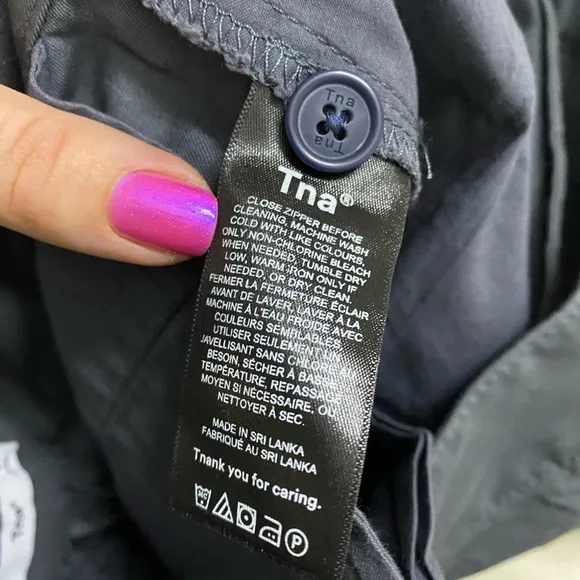 Tna
Tna
Tna®
CLOSE ZIPPER BEFORE
CLEANING. MACHINE WASH
COLD WITH LIKE COLOURS,
ONLY NON-CHLORINE BLEACH
WHEN NEEDED. TUMBLE DRY
LOW, WARM IRON ONLY IF
NEEDED, OR DRY CLEAN.
FERMER LA FERMETURE ÉCLAIR
AVANT DE LAVER. LAVER À LA
MACHINE À L'EAU FROIDE AVEC
COULEURS SEMBLABLES,
UTILISER SEULEMENT UN
JAVELLISANT SANS
BESOIN. SÉCHER À BASSE
TEMPÉRATURE, REPASSAGE
MOYEN SI NÉCESSAIRE, OU
NETTOYER À SEC.
MADE IN SRI LANKA
FABRIQUÉ AU SRI LANKA
Thank you for caring.
P
Tna